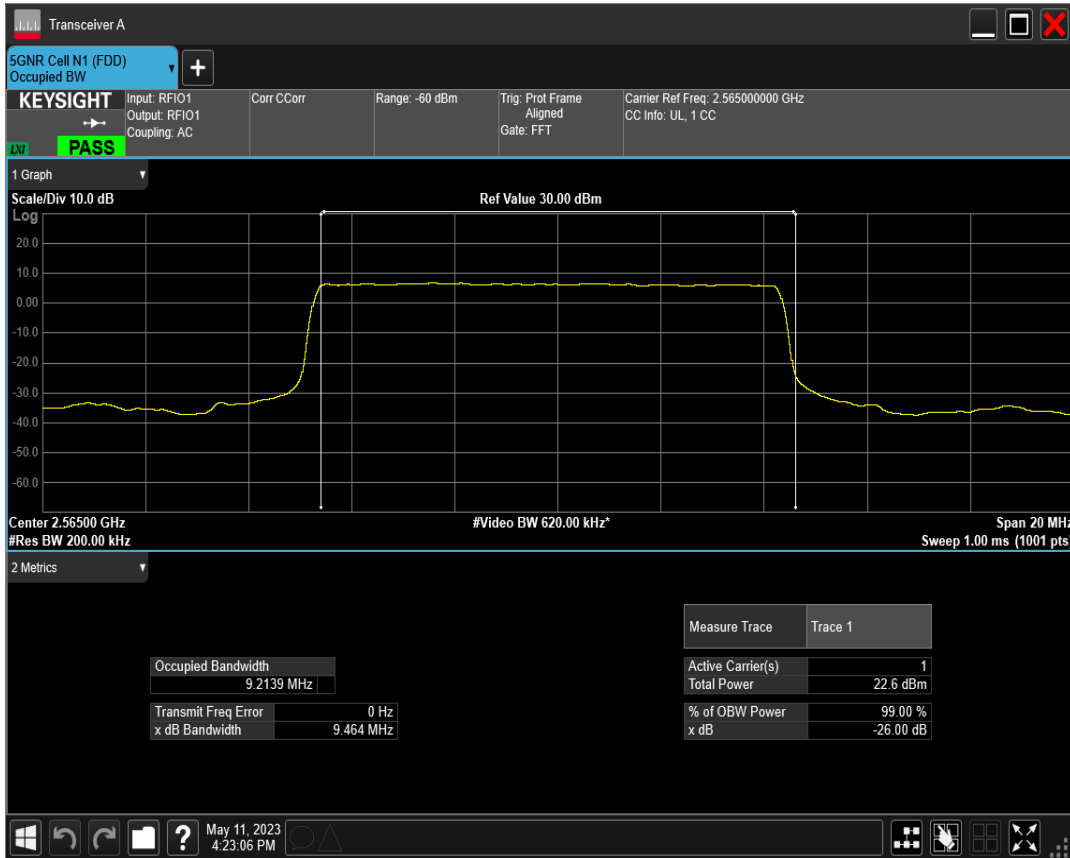 Transceiver A
5GNR Cell N1 (FDD)
Occupied BW
+
KEYSIGHT
LXI
PASS
Input: RFIO1
Output: RFIO1
Coupling: AC
Corr CCorr
Range: -60 dBm
Trig: Prot Frame
Aligned
Gate: FFT
Carrier Ref Freq: 2.565000000 GHz
CC Info: UL, 1 CC
1 Graph
Scale/Div 10.0 dB
Ref Value 30.00 dBm
Log
20.0
10.0
0.00
-10.0
-20.0
-30.0
-40.0
-50.0
-60.0
Center 2.56500 GHz
#Video BW 620.00 kHz*
Span 20 MHz
#Res BW 200.00 kHz
Sweep 1.00 ms (1001 pts)
2 Metrics
Measure Trace Trace 1
Occupied Bandwidth
9.2139 MHz
Active Carrier(s) 1
Total Power 22.6 dBm
Transmit Freq Error 0 Hz
x dB Bandwidth 9.464 MHz
% of OBW Power 99.00 %
x dB -26.00 dB
?
May 11, 2023
4:23:06 PM